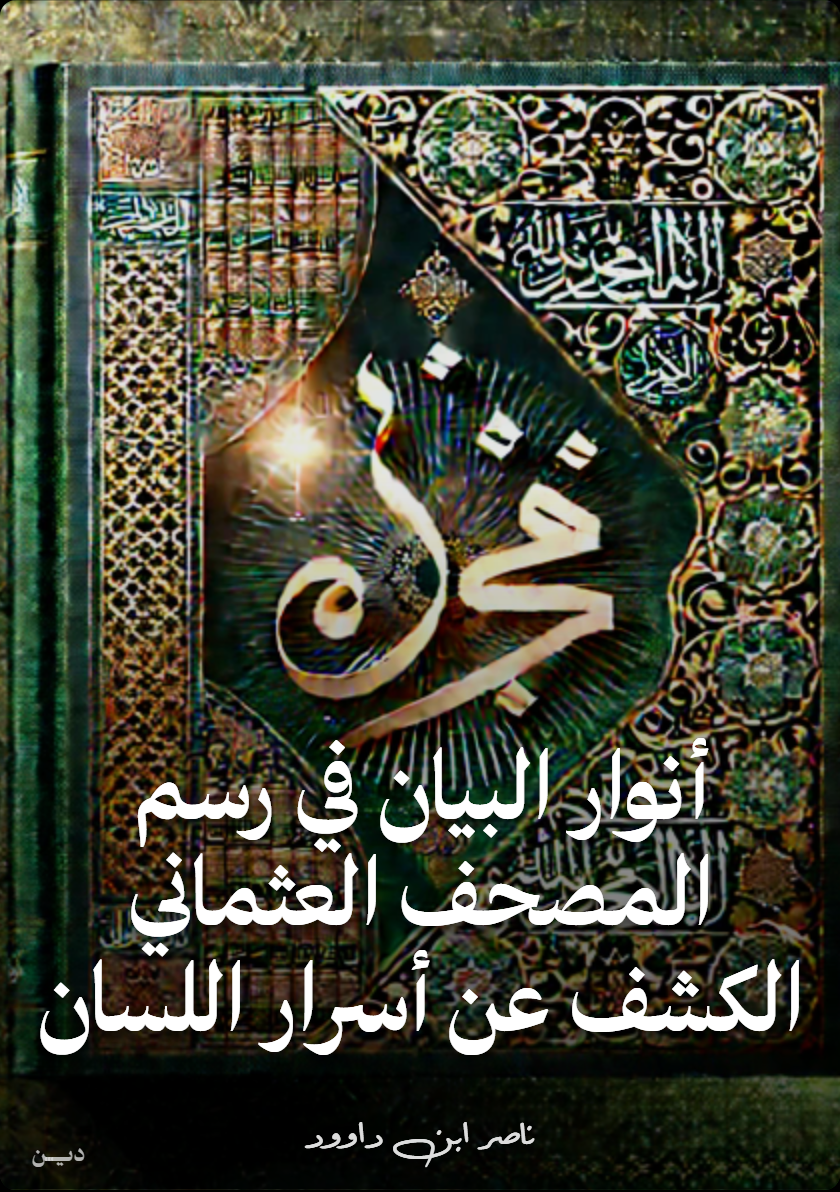 أنوار البيان في رسم
المصحف العثماني
الكشف عن أسرار اللسان
ناصر ابن داوود
ديـن